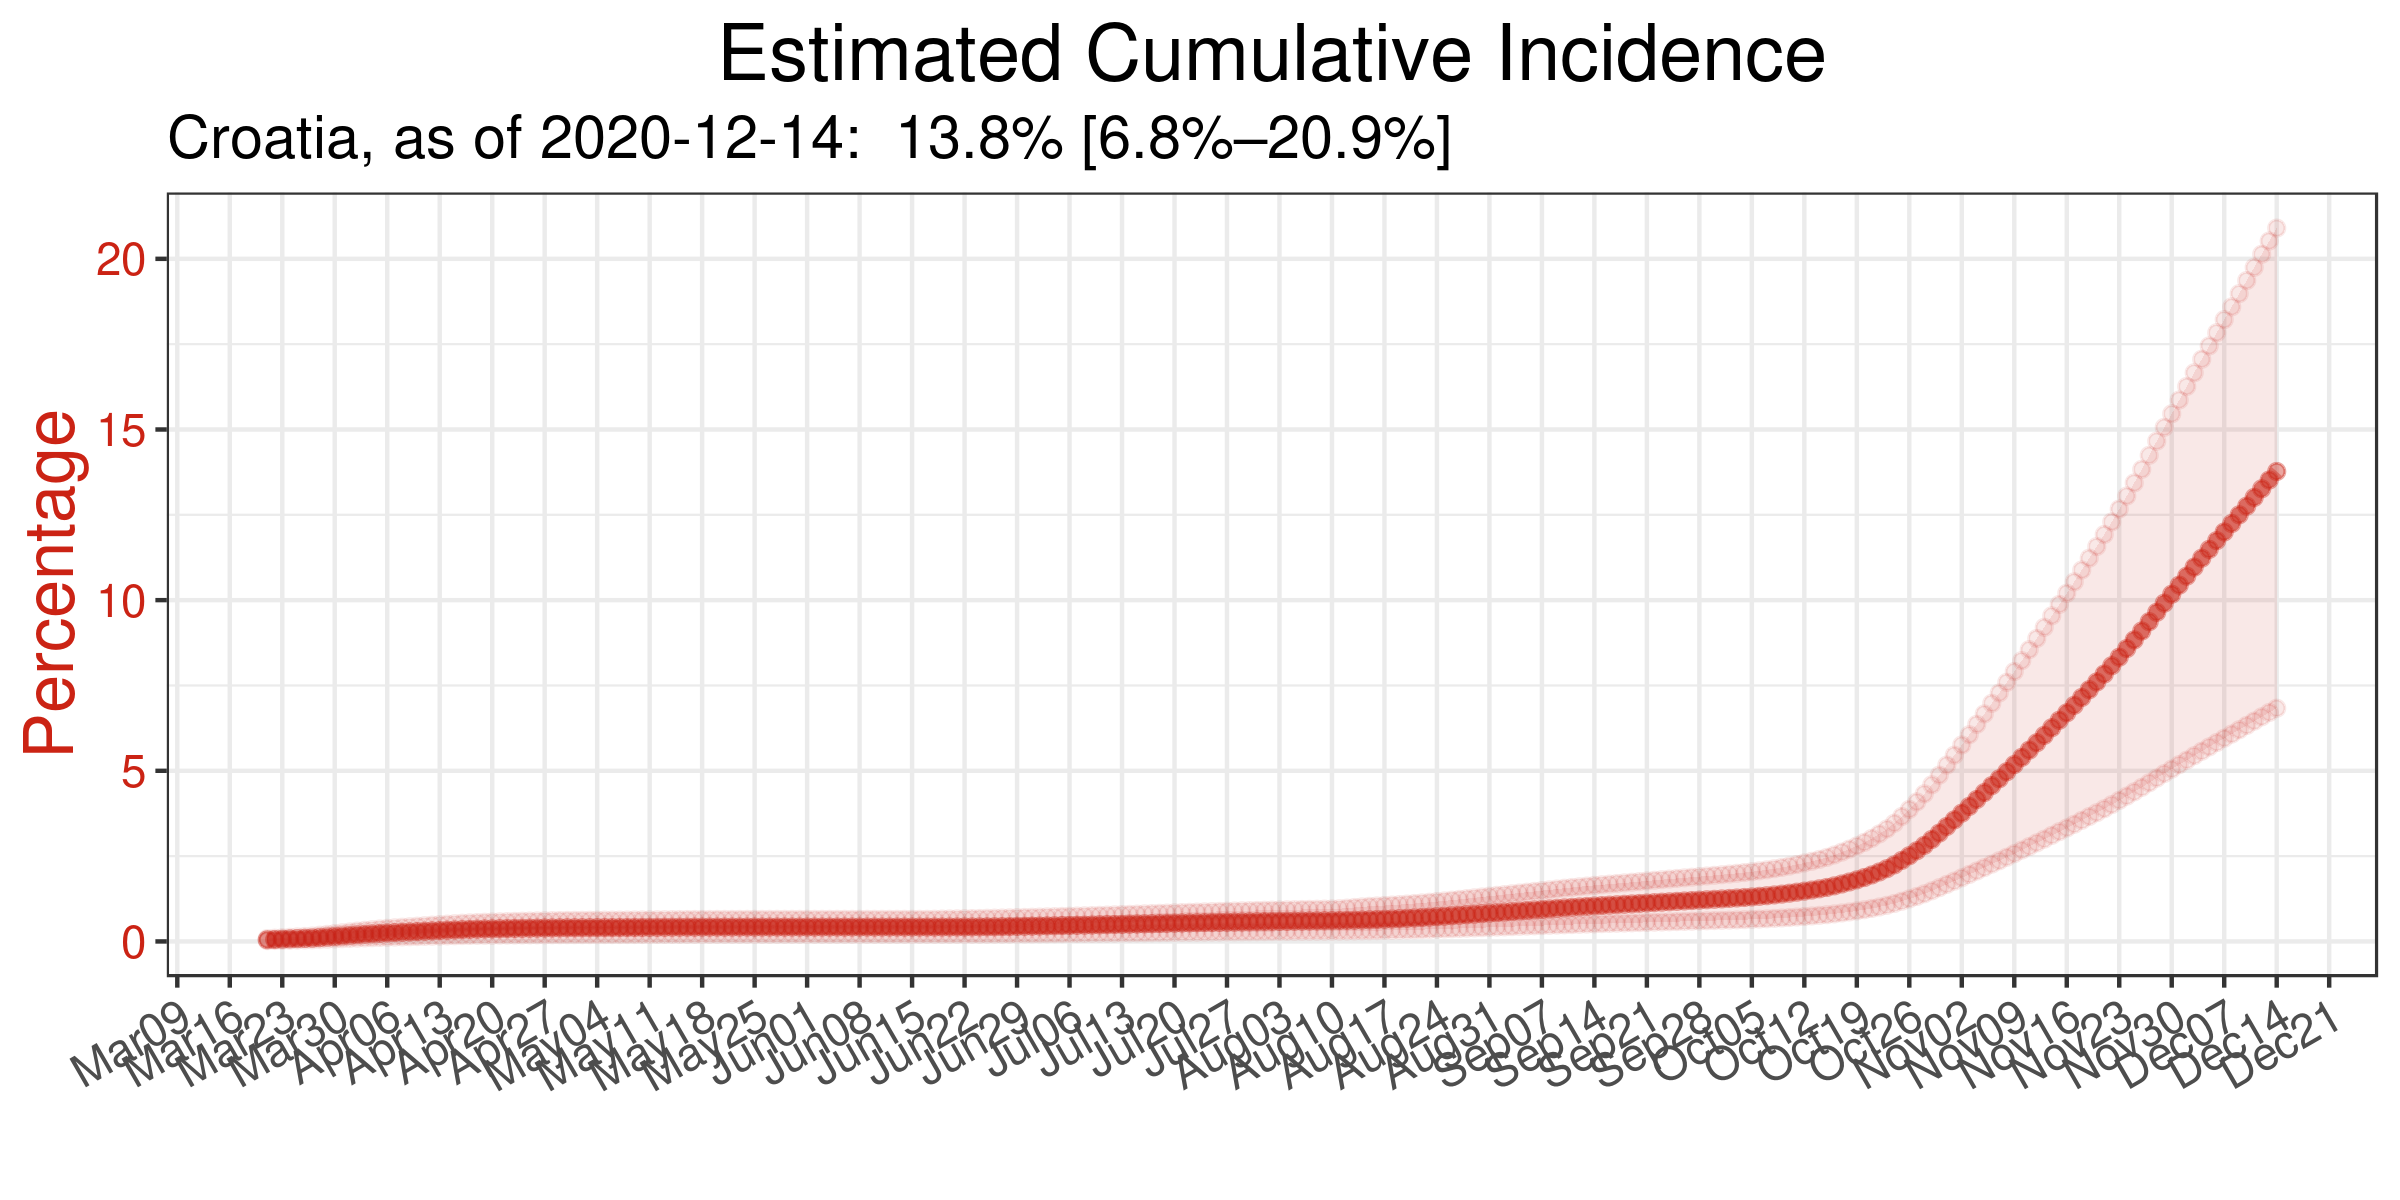 Estimated Cumulative Incidence
Croatia, as of 2020-12-14:  13.8% [6.8%–20.9%]
Percentage
20
15
10
5
0
Mar09
Mar16
Mar23
Mar30
Apr06
Apr13
Apr20
Apr27
May04
May11
May18
May25
Jun01
Jun08
Jun15
Jun22
Jun29
Jul06
Jul13
Jul20
Jul27
Aug03
Aug10
Aug17
Aug24
Aug31
Sep07
Sep14
Sep21
Sep28
Oct05
Oct12
Oct19
Oct26
Nov02
Nov09
Nov16
Nov23
Nov30
Dec07
Dec14
Dec21